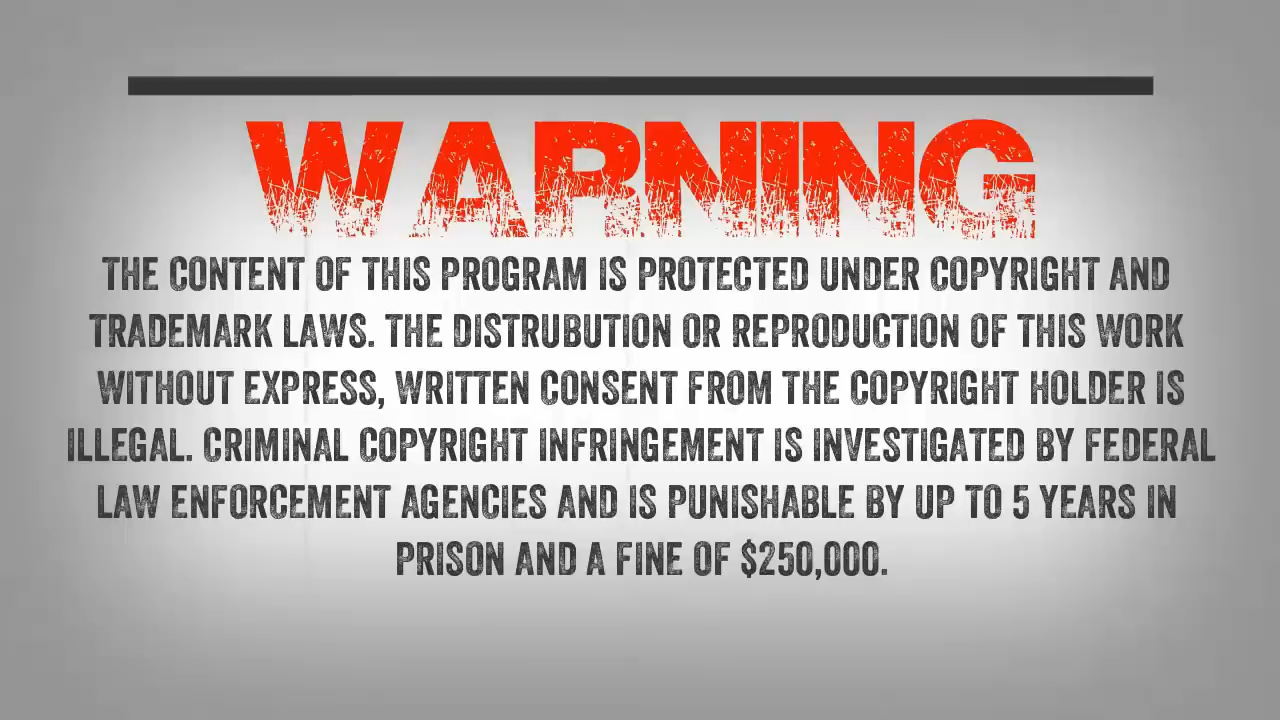 WARNING
THE CONTENT OF THIS PROGRAM IS PROTECTED UNDER COPYRIGHT AND
TRADEMARK LAWS. THE DISTRUBUTION OR REPRODUCTION OF THIS WORK
WITHOUT EXPRESS, WRITTEN CONSENT FROM THE COPYRIGHT HOLDER IS
ILLEGAL. CRIMINAL COPYRIGHT INFRINGEMENT IS INVESTIGATED BY FEDERAL
LAW ENFORCEMENT AGENCIES AND IS PUNISHABLE BY UP TO 5 YEARS IN
PRISON AND A FINE OF $250,000.